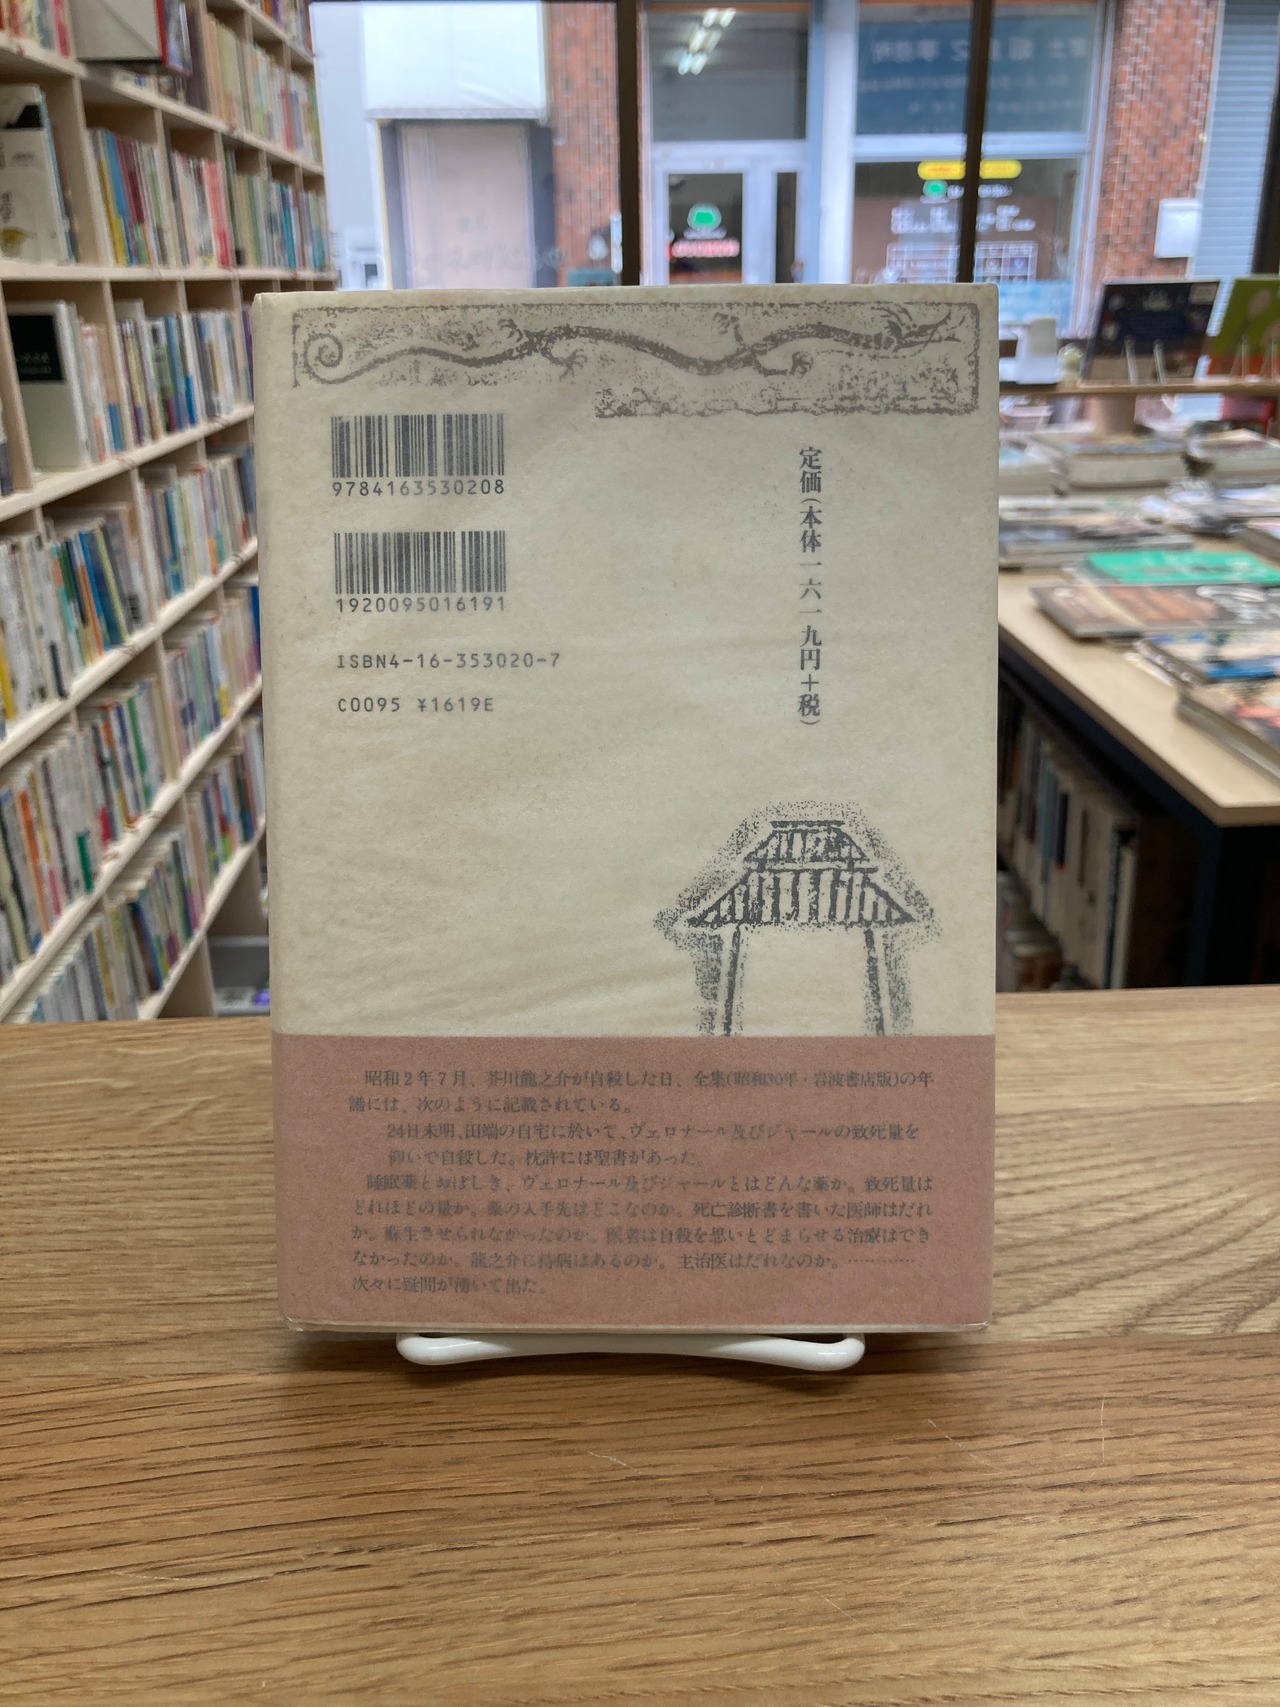 9784163530208
1920095016191
ISBN4-16-353020-7
C0095 ¥1619E
定価(本体一六一九円+税)
昭和2年7月、芥川龍之介が自殺した日、全集(昭和30年・岩波書店版)の年
譜には、次のように記載されている。
24日未明、田端の自宅に於いて、ヴェロナール及びジャールの致死量を
仰いで自殺した。枕許には聖書があった。
睡眠薬とおぼしき、ヴェロナール及びジャールとはどんな薬か。致死量は
どれほどの量か。薬の入手先はどこなのか。死亡診断書を書いた医師はだれ
か。蘇生させられなかったのか。医者は自殺を思いとどまらせる治療はでき
なかったのか。龍之介に持病はあるのか。主治医はだれなのか。…………
次々に疑問が湧いて出た。